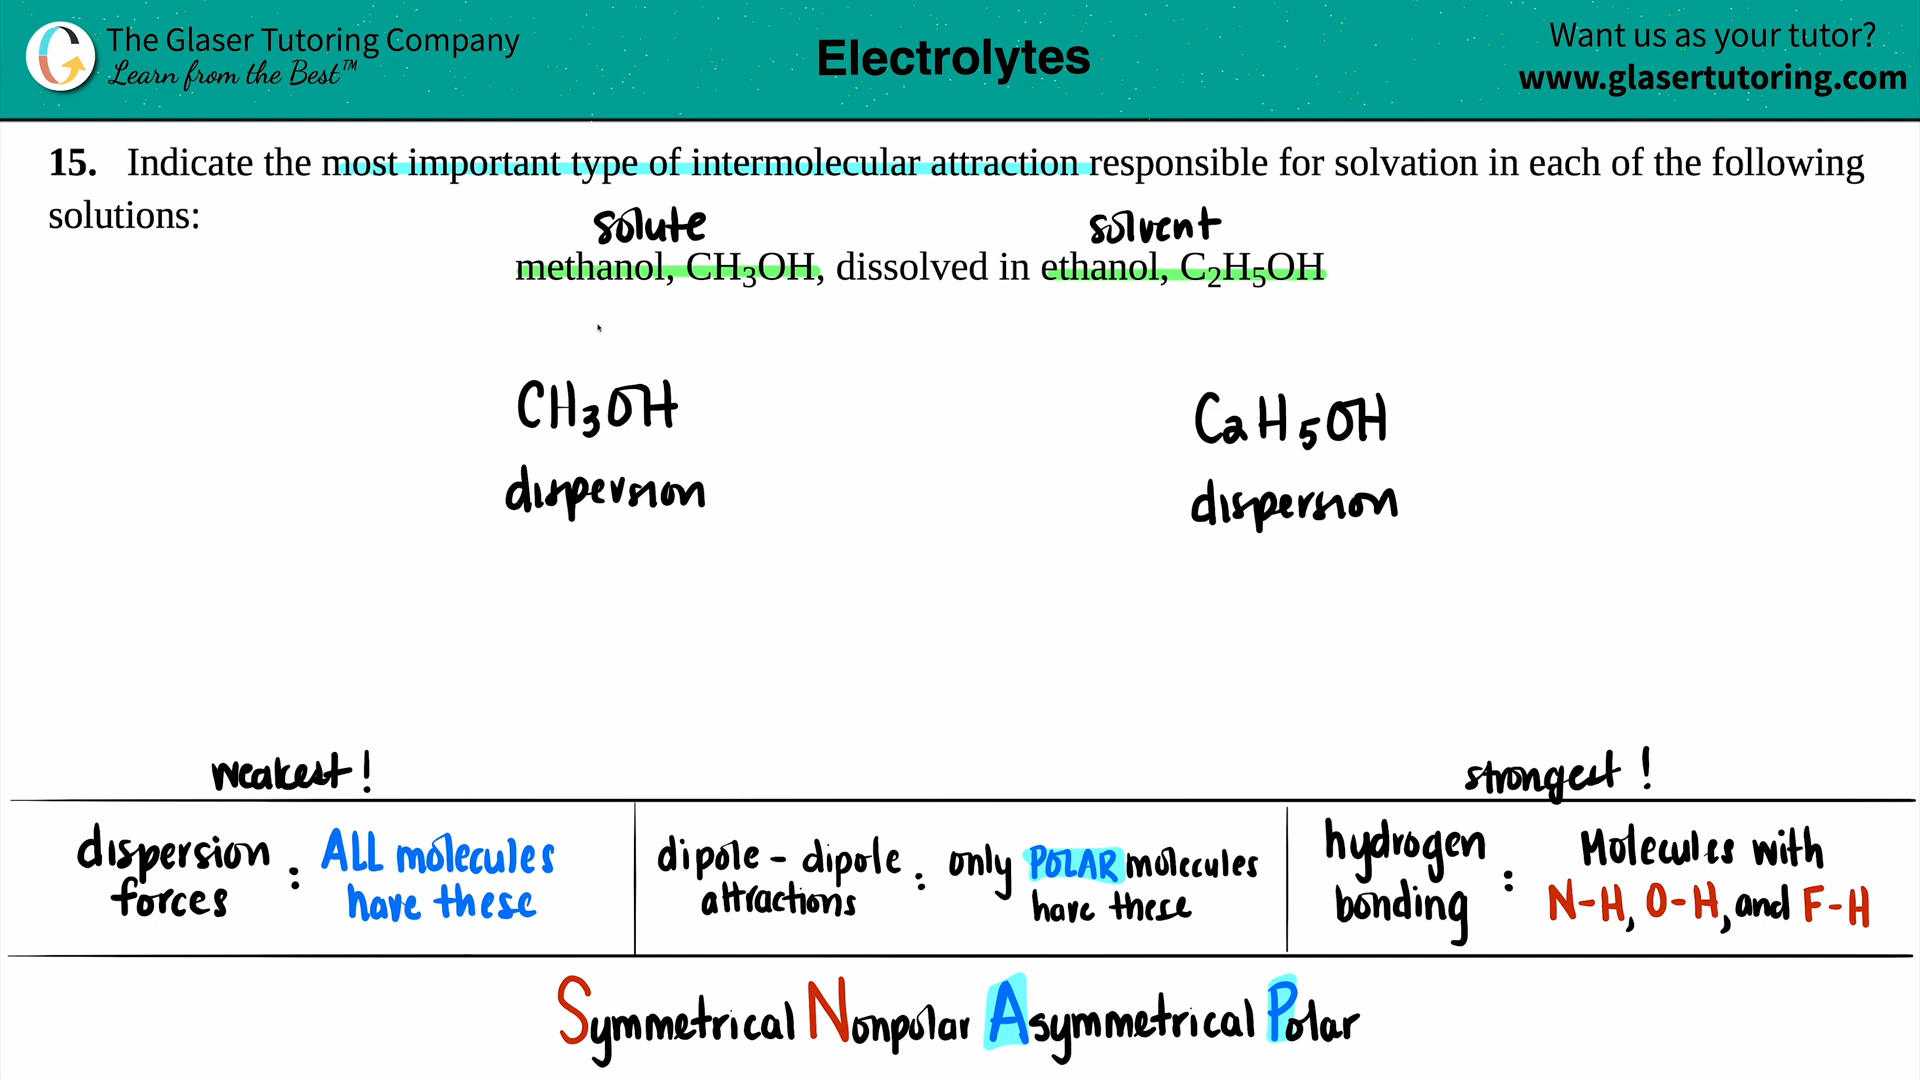 The Glaser Tutoring Company
Learn from the Best™
Electrolytes
Want us as your tutor?
www.glasertutoring.com
15. Indicate the most important type of intermolecular attraction responsible for solvation in each of the following
solutions:
solute
solvent
methanol, CH₃OH, dissolved in ethanol, C₂H₅OH
CH₃OH
C₂H₅OH
dispersion
dispersion
weakest!
strongest!
dispersion forces : ALL molecules have these
dipole-dipole attractions : only POLAR molecules have these
hydrogen bonding : Molecules with N-H, O-H, and F-H
Symmetrical Nonpolar Asymmetrical Polar